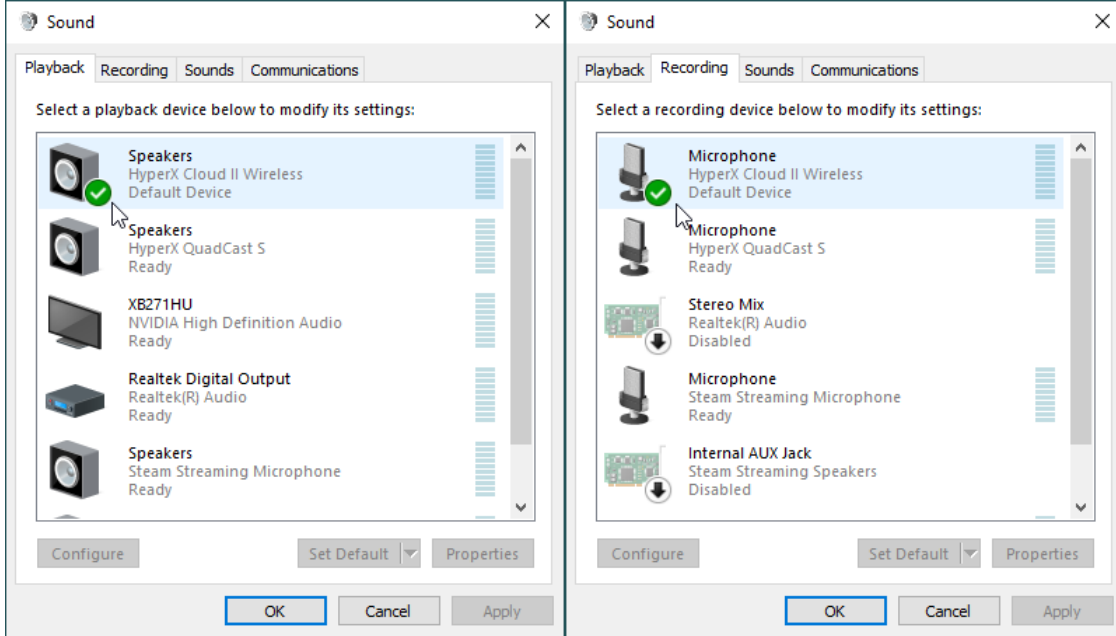 Sound
Playback Recording Sounds Communications
Select a playback device below to modify its settings:
Speakers
HyperX Cloud II Wireless
Default Device
Speakers
HyperX QuadCast S
Ready
XB271HU
NVIDIA High Definition Audio
Ready
Realtek Digital Output
Realtek(R) Audio
Ready
Speakers
Steam Streaming Microphone
Ready
Configure Set Default Properties
OK Cancel Apply
Sound
Playback Recording Sounds Communications
Select a recording device below to modify its settings:
Microphone
HyperX Cloud II Wireless
Default Device
Microphone
HyperX QuadCast S
Ready
Stereo Mix
Realtek(R) Audio
Disabled
Microphone
Steam Streaming Microphone
Ready
Internal AUX Jack
Steam Streaming Speakers
Disabled
Configure Set Default Properties
OK Cancel Apply